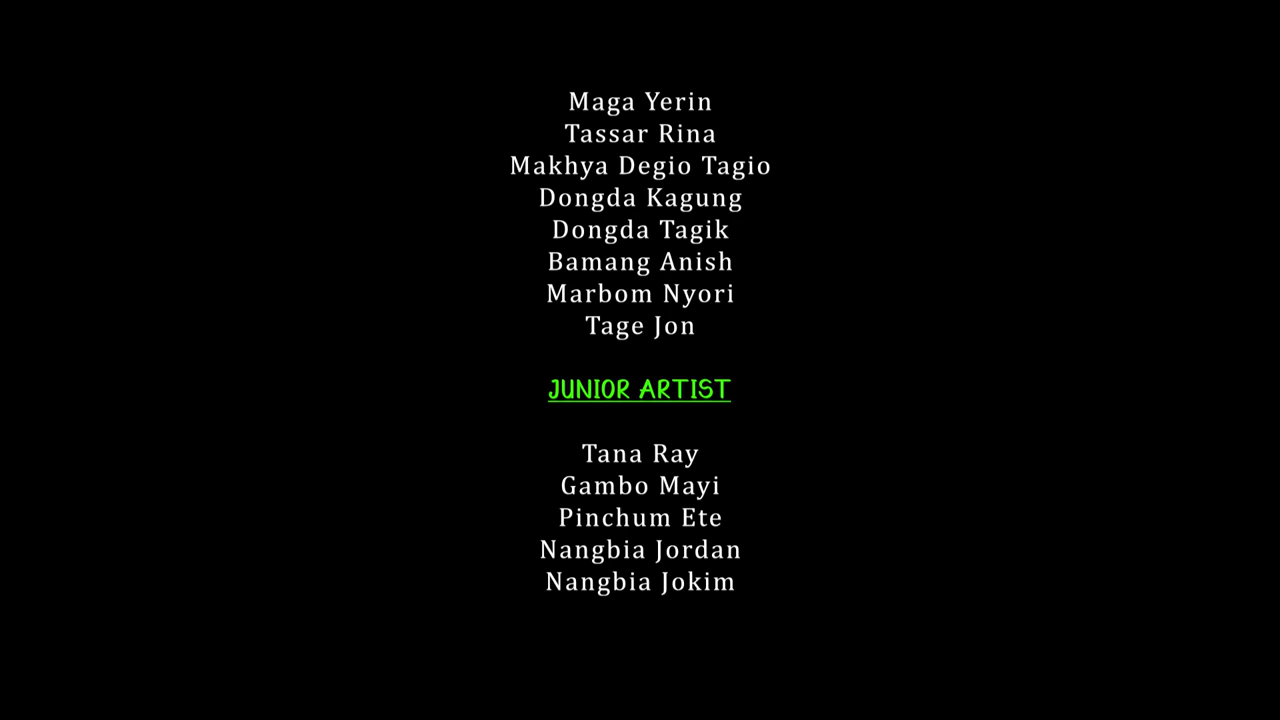 Maga Yerin
Tassar Rina
Makhya Degio Tagio
Dongda Kagung
Dongda Tagik
Bamang Anish
Marbom Nyori
Tage Jon
JUNIOR ARTIST
Tana Ray
Gambo Mayi
Pinchum Ete
Nangbia Jordan
Nangbia Jokim